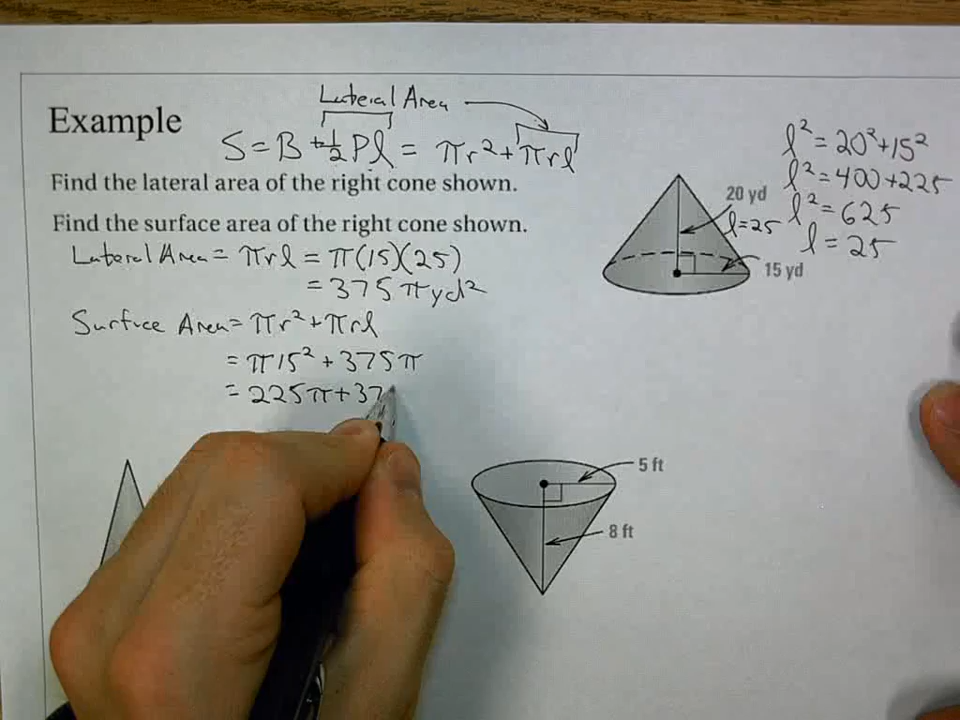 Lateral Area
Example
S = B + ½Pl = πr² + πrl
Find the lateral area of the right cone shown.
Find the surface area of the right cone shown.
Lateral Area = πrl = π(15)(25)
= 375πyd²
Surface Area = πr² + πrl
= π15² + 375π
= 225π + 37
l² = 20² + 15²
l² = 400 + 225
l² = 625
l = 25
20 yd
l = 25
15 yd
5 ft
8 ft